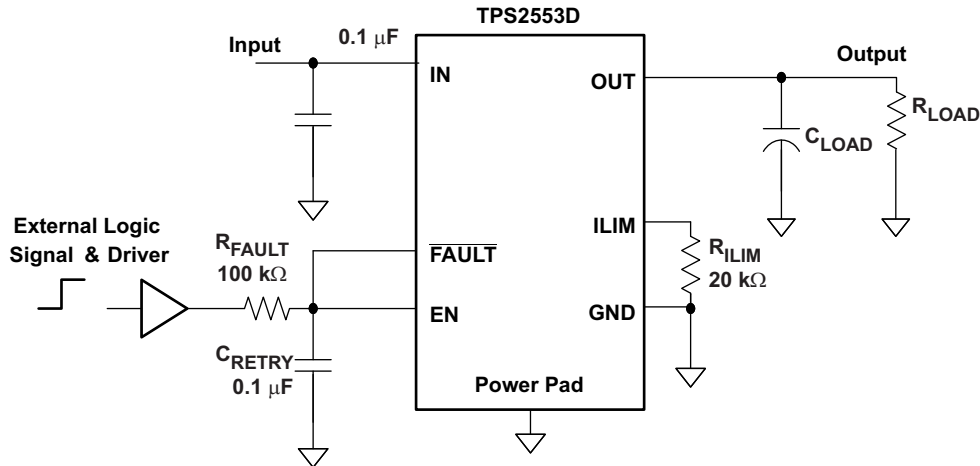 TPS2553D
Input
0.1 μF
IN
OUT
Output
R_LOAD
C_LOAD
External Logic
Signal & Driver
R_FAULT
100 kΩ
FAULT
ILIM
R_ILIM
20 kΩ
EN
GND
C_RETRY
0.1 μF
Power Pad